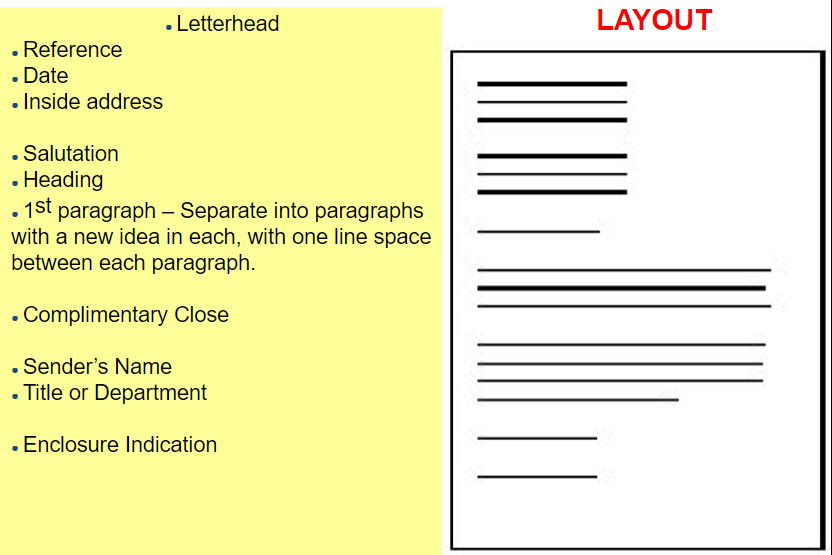 • Letterhead
LAYOUT
• Reference
• Date
• Inside address
• Salutation
• Heading
• 1st paragraph – Separate into paragraphs
with a new idea in each, with one line space
between each paragraph.
• Complimentary Close
• Sender’s Name
• Title or Department
• Enclosure Indication